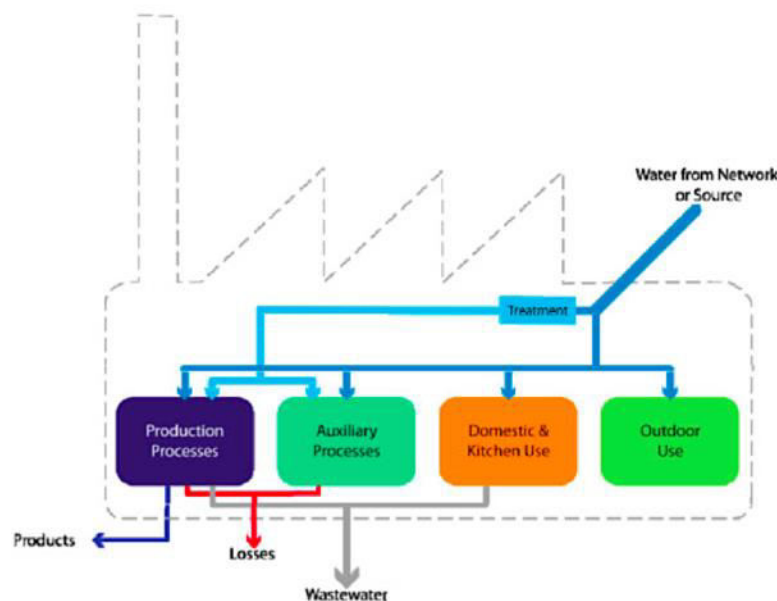 Water from Network
or Source
Treatment
Production
Processes
Auxiliary
Processes
Domestic &
Kitchen Use
Outdoor
Use
Products
Losses
Wastewater